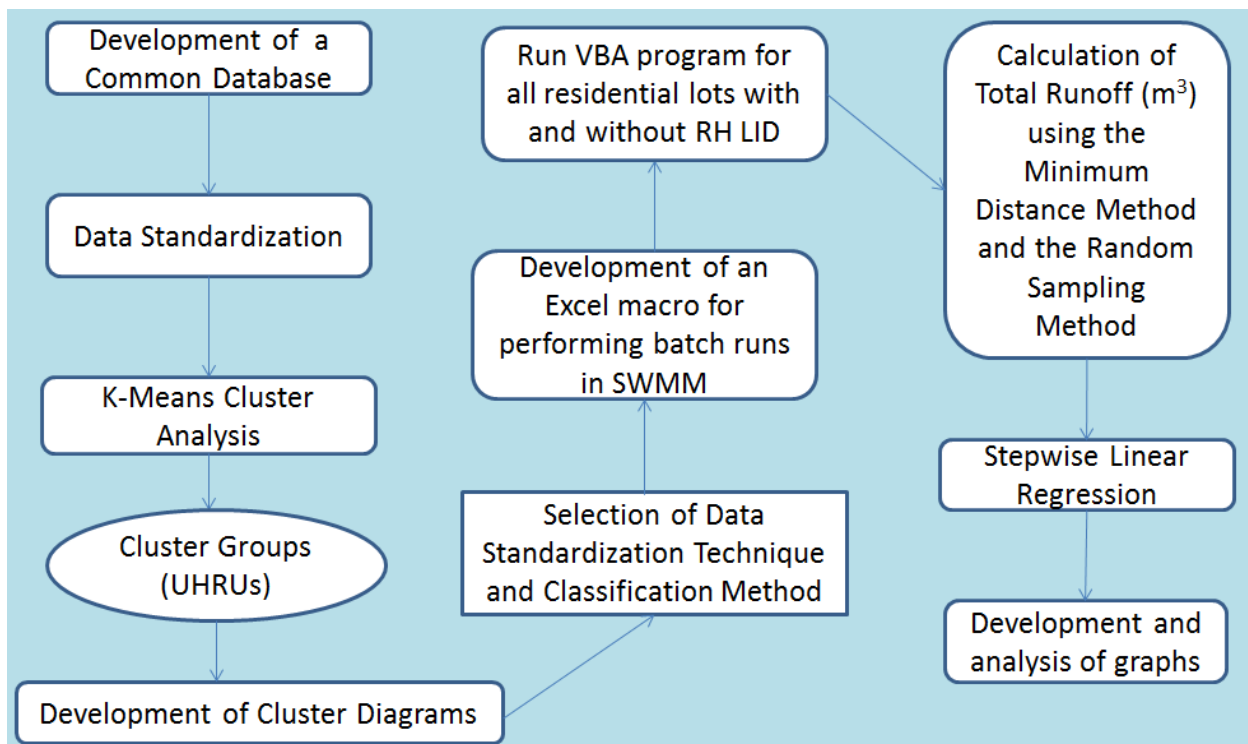 Development of a
Common Database
Data Standardization
K-Means Cluster
Analysis
Cluster Groups
(UHRUs)
Development of Cluster Diagrams
Selection of Data
Standardization Technique
and Classification Method
Development of an
Excel macro for
performing batch runs
in SWMM
Run VBA program for
all residential lots with
and without RH LID
Calculation of
Total Runoff (m³)
using the
Minimum
Distance Method
and the Random
Sampling
Method
Stepwise Linear
Regression
Development and
analysis of graphs